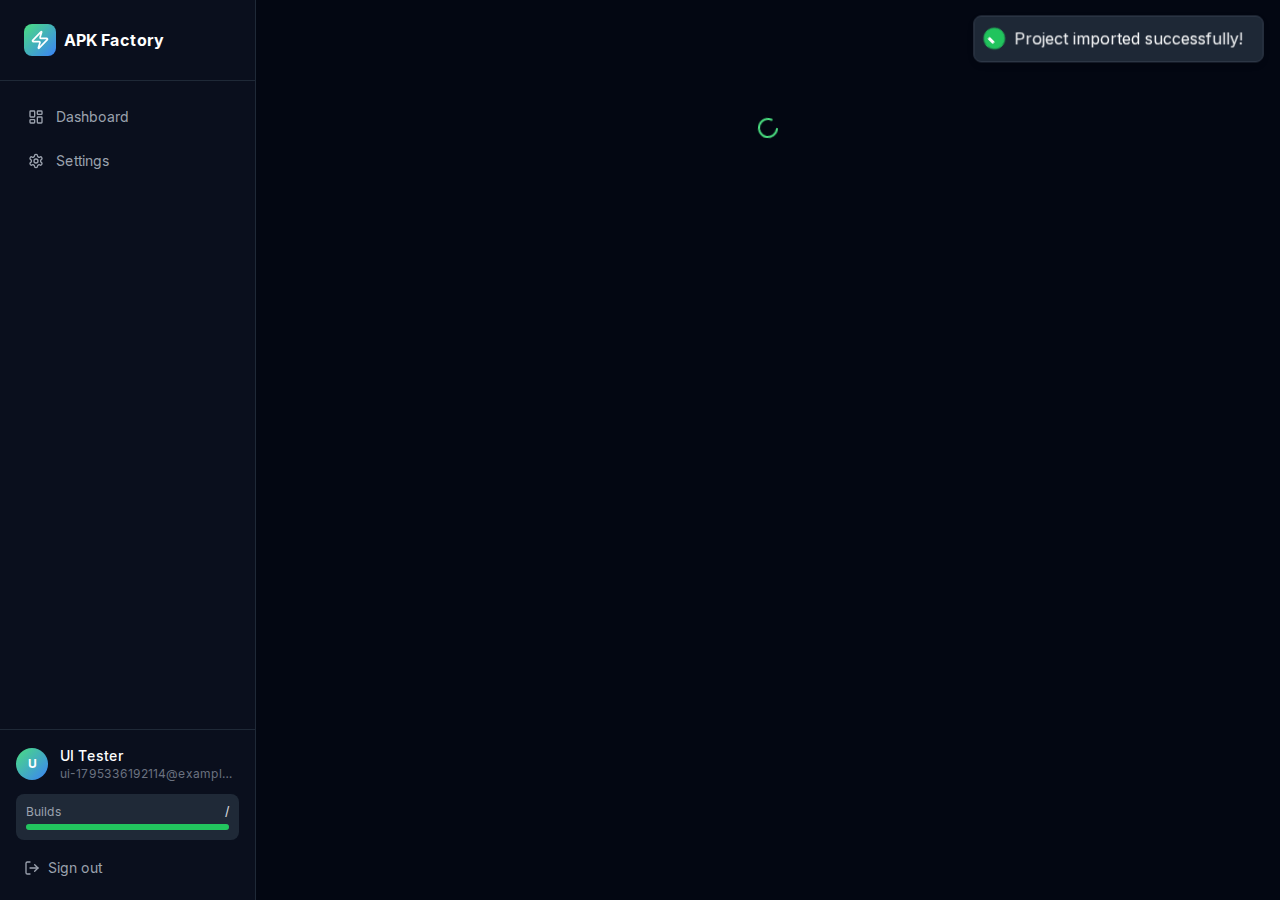 APK Factory
Project imported successfully!
Dashboard
Settings
UI Tester
ui-1795336192114@exampl...
Builds /
Sign out
U